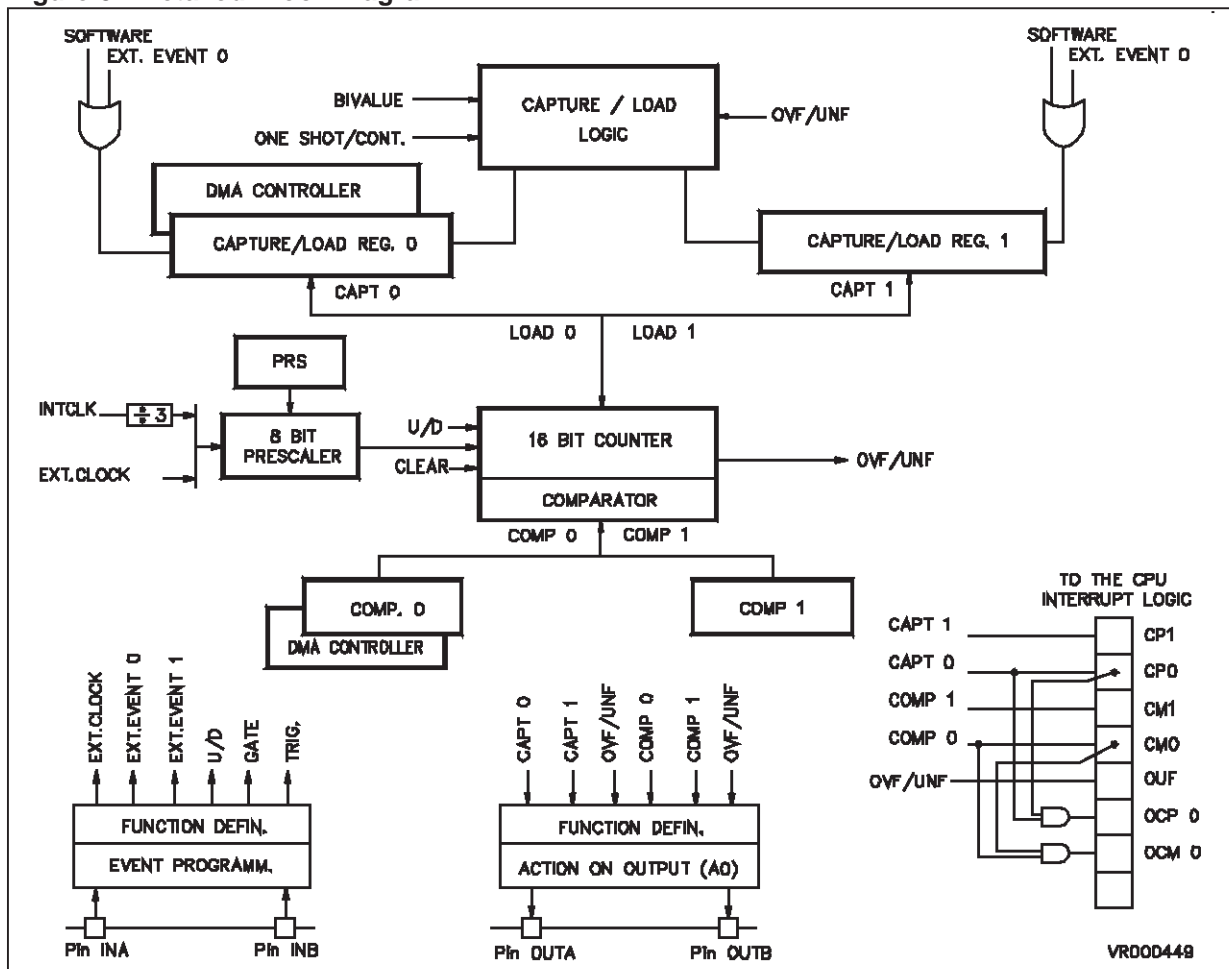 SOFTWARE
EXT. EVENT 0
BIVALUE
ONE SHOT/CONT.
CAPTURE / LOAD
LOGIC
OVF/UNF
SOFTWARE
EXT. EVENT 0
DMA CONTROLLER
CAPTURE/LOAD REG. 0
CAPTURE/LOAD REG. 1
CAPT 0
CAPT 1
LOAD 0
LOAD 1
PRS
INTCLK
÷ 3
EXT.CLOCK
8 BIT
PRESCALER
U/D
CLEAR
16 BIT COUNTER
COMPARATOR
OVF/UNF
COMP 0
COMP 1
COMP. 0
DMA CONTROLLER
COMP 1
TO THE CPU
INTERRUPT LOGIC
CAPT 1
CP1
CAPT 0
CP0
COMP 1
CM1
COMP 0
CM0
OVF/UNF
OUF
OCP 0
OCM 0
EXT.CLOCK
EXT.EVENT 0
EXT.EVENT 1
U/D
GATE
TRIG.
FUNCTION DEFIN.
EVENT PROGRAMM.
Pin INA
Pin INB
CAPT 0
CAPT 1
OVF/UNF
COMP 0
COMP 1
OVF/UNF
FUNCTION DEFIN.
ACTION ON OUTPUT (AO)
Pin OUTA
Pin OUTB
VR000449